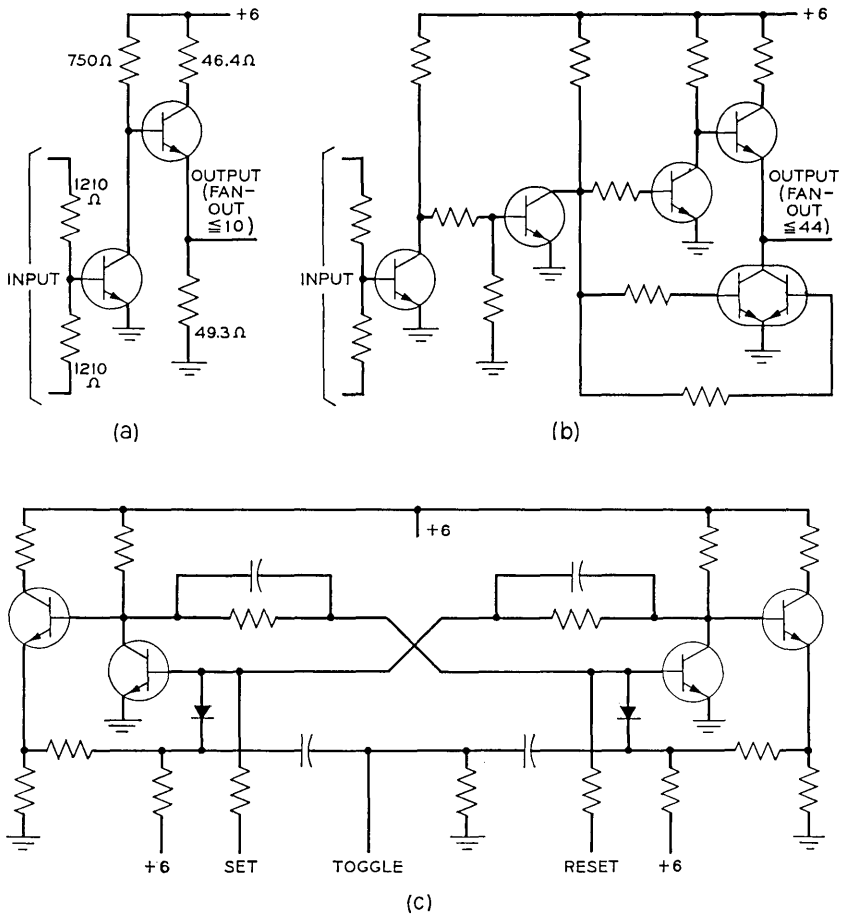 +6
750Ω
46.4Ω
1210
Ω
INPUT
1210
Ω
OUTPUT
(FAN-
OUT
≦10)
49.3Ω
(a)
+6
INPUT
OUTPUT
(FAN-
OUT
≦44)
(b)
+6
+6
SET
TOGGLE
RESET
+6
(c)